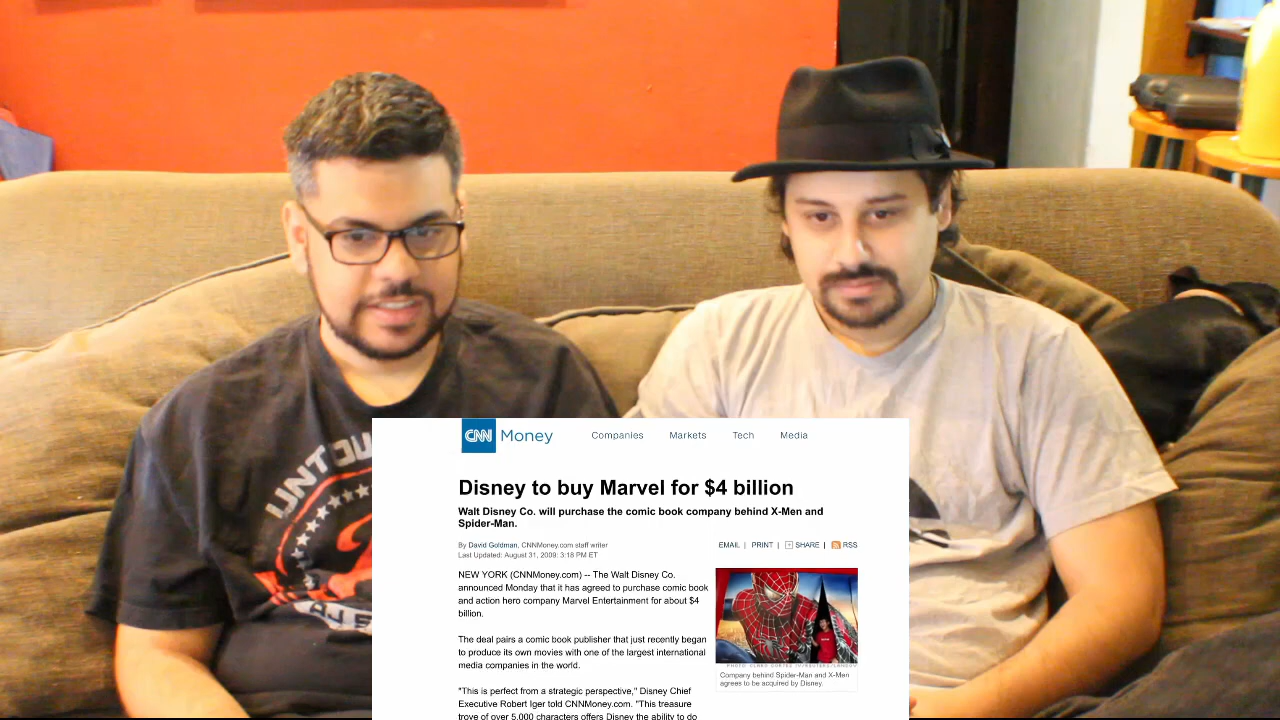 UNTOU
CNN Money Companies Markets Tech Media
Disney to buy Marvel for $4 billion
Walt Disney Co. will purchase the comic book company behind X-Men and
Spider-Man.
By David Goldman, CNNMoney.com staff writer
Last Updated: August 31, 2009: 3:18 PM ET
EMAIL | PRINT | SHARE | RSS
NEW YORK (CNNMoney.com) -- The Walt Disney Co.
announced Monday that it has agreed to purchase comic book
and action hero company Marvel Entertainment for about $4
billion.
The deal pairs a comic book publisher that just recently began
to produce its own movies with one of the largest international
media companies in the world.
"This is perfect from a strategic perspective," Disney Chief
Executive Robert Iger told CNNMoney.com. "This treasure
trove of over 5,000 characters offers Disney the ability to do
Company behind Spider-Man and X-Men
agrees to be acquired by Disney.